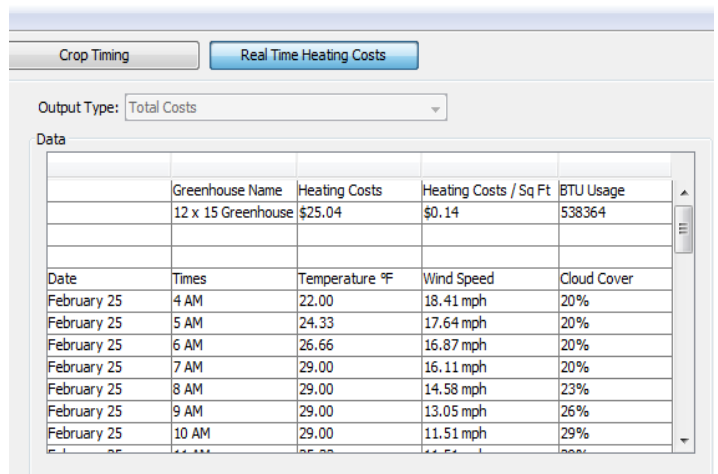 Crop Timing Real Time Heating Costs
Output Type: Total Costs
Data
Greenhouse Name Heating Costs Heating Costs / Sq Ft BTU Usage
12 x 15 Greenhouse $25.04 $0.14 538364
Date Times Temperature ºF Wind Speed Cloud Cover
February 25 4 AM 22.00 18.41 mph 20%
February 25 5 AM 24.33 17.64 mph 20%
February 25 6 AM 26.66 16.87 mph 20%
February 25 7 AM 29.00 16.11 mph 20%
February 25 8 AM 29.00 14.58 mph 23%
February 25 9 AM 29.00 13.05 mph 26%
February 25 10 AM 29.00 11.51 mph 29%